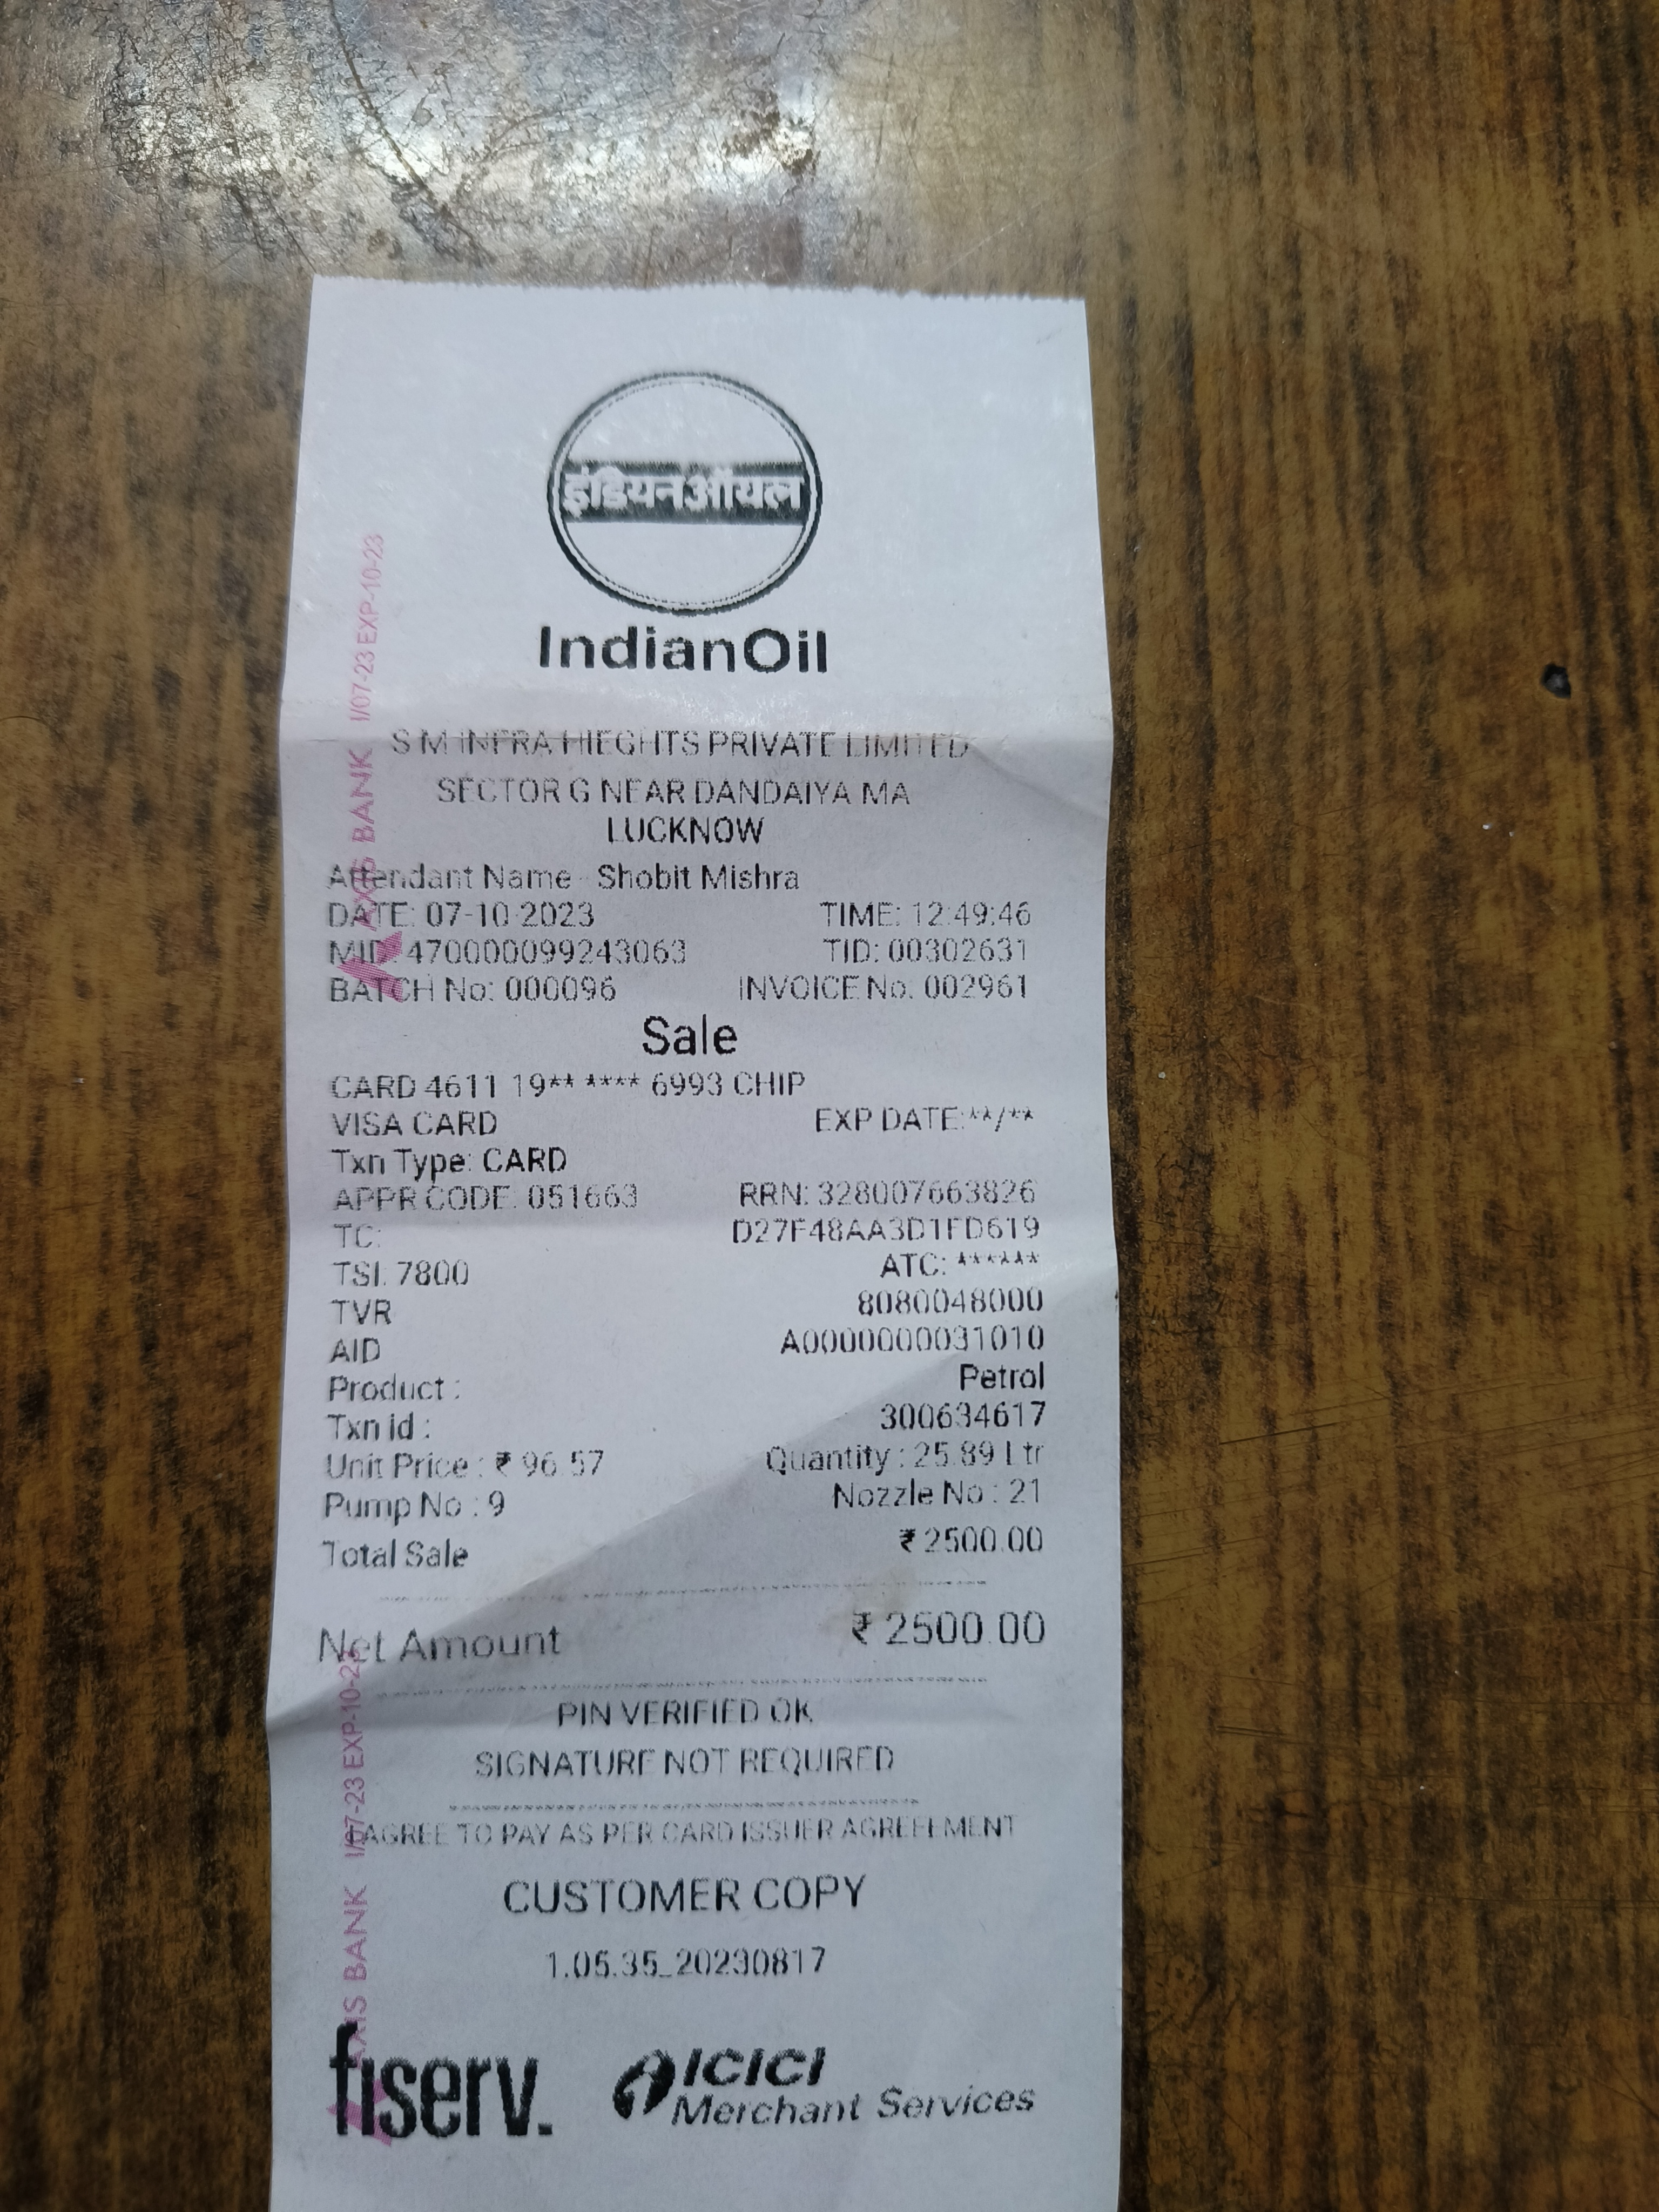 इंडियनऑयल
IndianOil
S M INFRA HIEGHTS PRIVATE LIMITED
SECTOR G NEAR DANDAIYA MA
LUCKNOW
Attendant Name - Shobit Mishra
DATE: 07-10-2023 TIME: 12:49:46
MID: 470000099243063 TID: 00302631
BATCH No: 000096 INVOICE No: 002961
Sale
CARD 4611 19** **** 6993 CHIP
VISA CARD EXP DATE:**/**
Txn Type: CARD
APPR CODE: 051663 RRN: 328007663826
TC: D27F48AA3D1FD619
TSI: 7800 ATC: ******
TVR 8080048000
AID A0000000031010
Product : Petrol
Txn id : 300634617
Unit Price : ₹ 96.57 Quantity : 25.89 Ltr
Pump No : 9 Nozzle No : 21
Total Sale ₹ 2500.00
Net Amount ₹ 2500.00
PIN VERIFIED OK
SIGNATURE NOT REQUIRED
I AGREE TO PAY AS PER CARD ISSUER AGREEMENT
CUSTOMER COPY
1.05.35_20230817
fiserv.
ICICI
Merchant Services
AXIS BANK I/07-23 EXP-10-23
AXIS BANK I/07-23 EXP-10-23